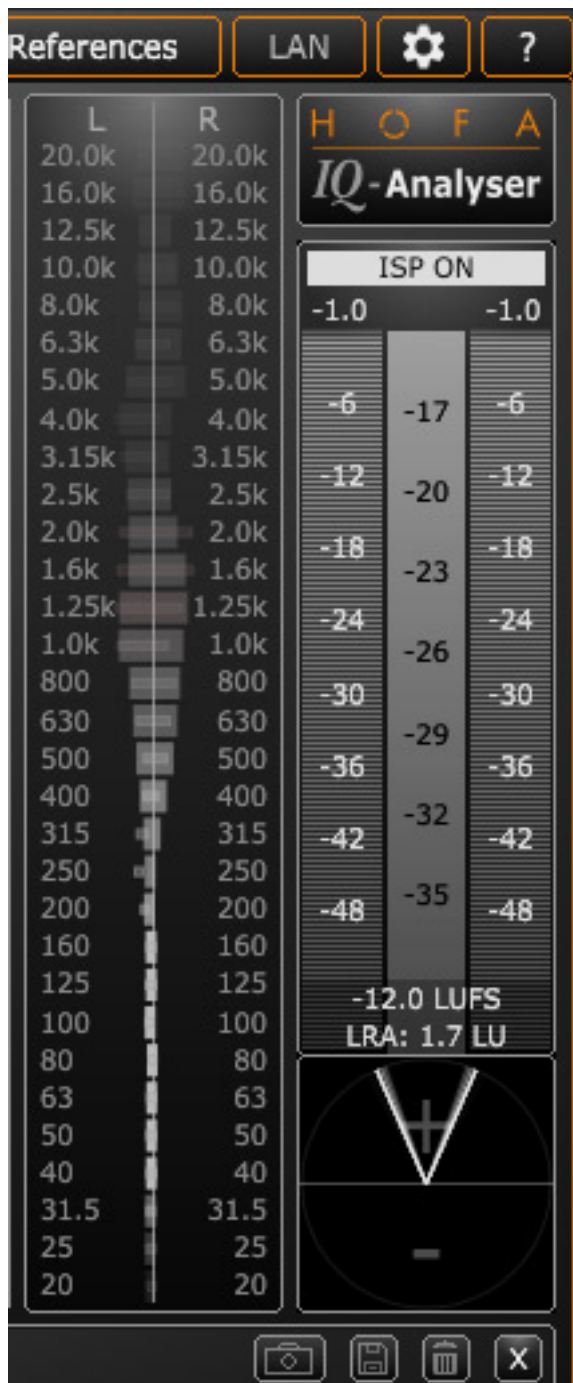 References LAN ?
L R
20.0k 20.0k
16.0k 16.0k
12.5k 12.5k
10.0k 10.0k
8.0k 8.0k
6.3k 6.3k
5.0k 5.0k
4.0k 4.0k
3.15k 3.15k
2.5k 2.5k
2.0k 2.0k
1.6k 1.6k
1.25k 1.25k
1.0k 1.0k
800 800
630 630
500 500
400 400
315 315
250 250
200 200
160 160
125 125
100 100
80 80
63 63
50 50
40 40
31.5 31.5
25 25
20 20
HOFA
IQ-Analyser
ISP ON
-1.0 -1.0
-6 -17 -6
-12 -20 -12
-18 -23 -18
-24 -26 -24
-30 -29 -30
-36 -32 -36
-42 -35 -42
-48 -48
-12.0 LUFS
LRA: 1.7 LU
+
-
X